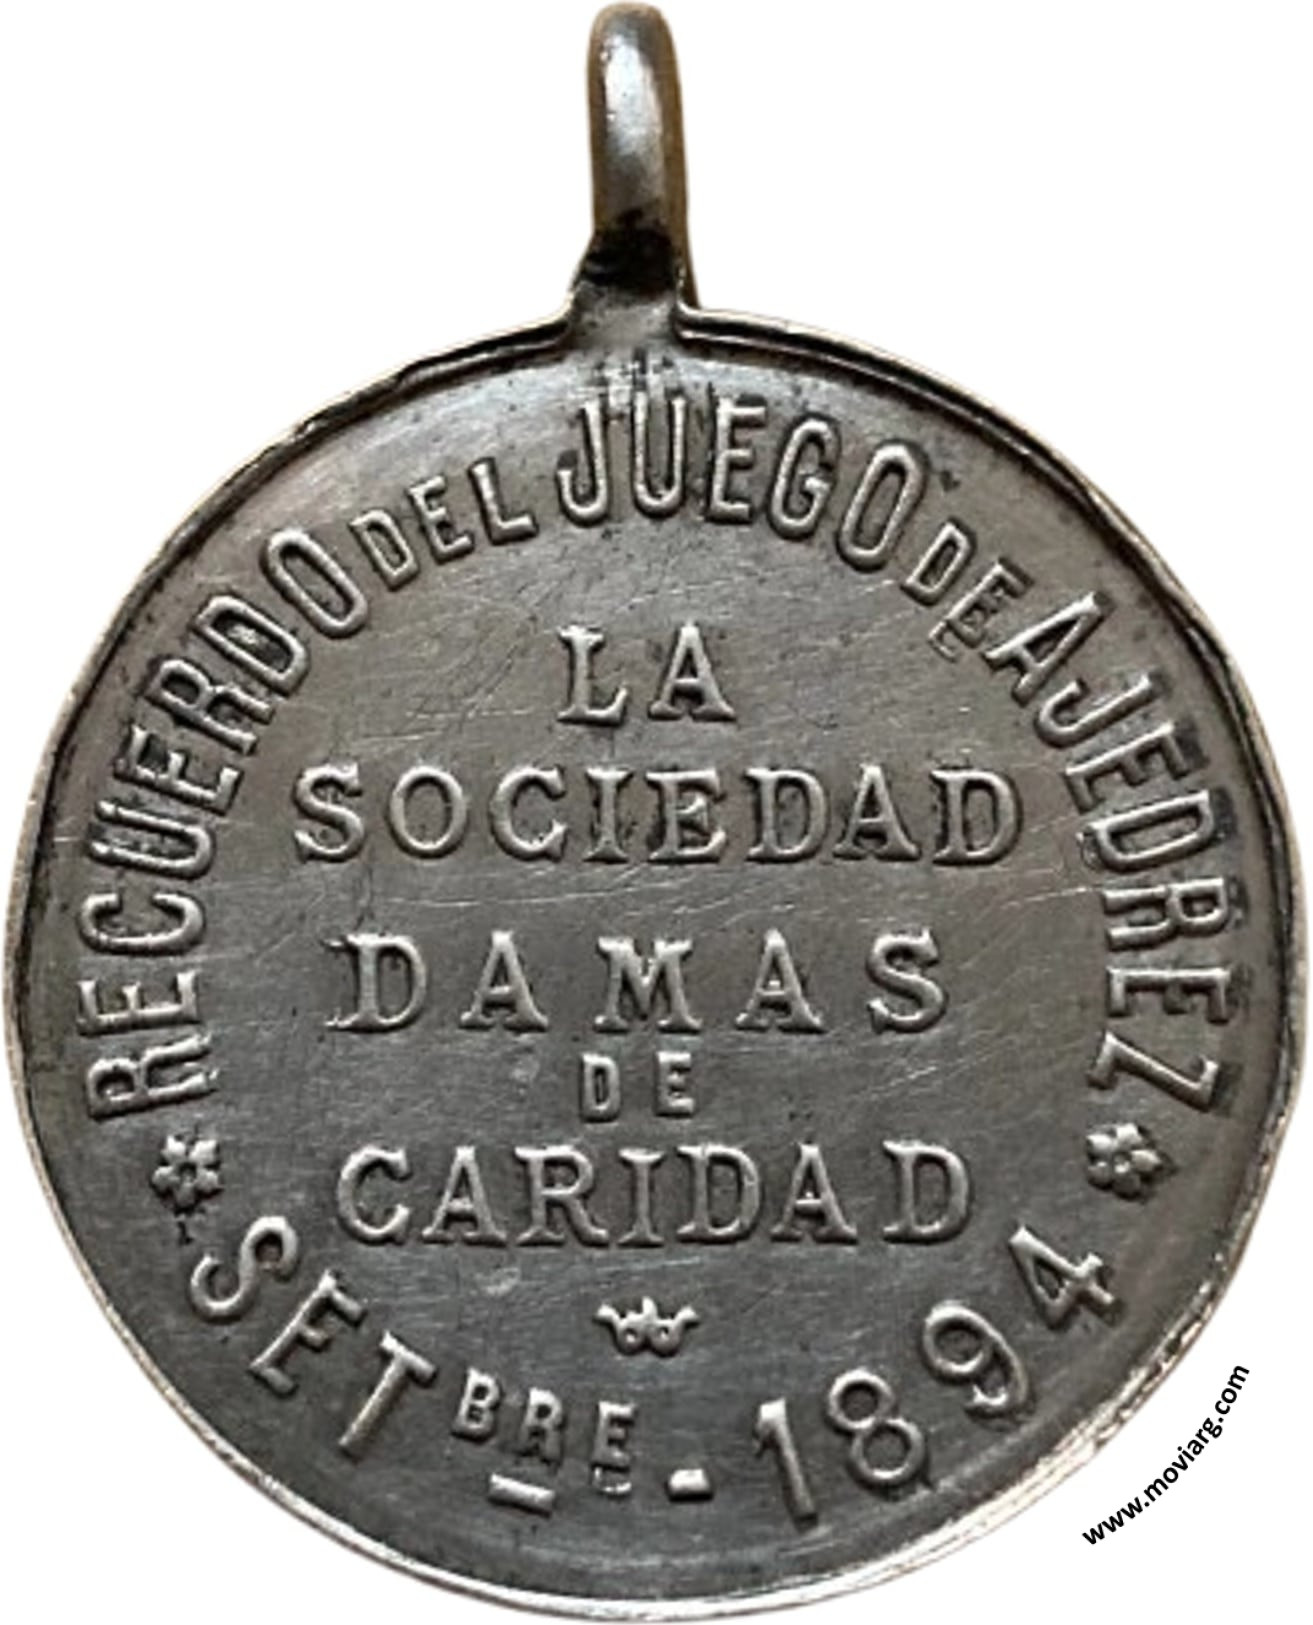 RECUERDO DEL JUEGO DE AJEDREZ
LA
SOCIEDAD
DAMAS
DE
CARIDAD
SETBRE - 1894
www.moviarg.com